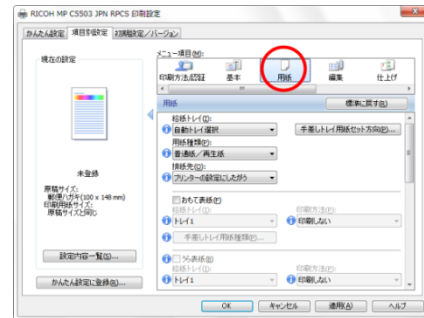 RICOH MP C5503 JPN RPCS 印刷設定
かんたん設定 項目別設定 初期設定／バージョン
現在の設定
未登録
原稿サイズ:
郵便ハガキ(100 x 148 mm)
印刷用紙サイズ:
原稿サイズと同じ
設定内容一覧(S)...
かんたん設定に登録(R)...
メニュー項目(M):
印刷方法/認証 基本 用紙 編集 仕上げ
用紙 標準に戻す(R)
給紙トレイ(I):
自動トレイ選択 手差しトレイ用紙セット方向(E)...
用紙種類(P):
普通紙／再生紙
排紙先(O):
プリンターの設定にしたがう
おもて表紙(F)
給紙トレイ(I): 印刷方法(P):
トレイ1 印刷しない
手差しトレイ用紙種類(P)...
うら表紙(B)
給紙トレイ(I): 印刷方法(P):
トレイ1 印刷しない
OK キャンセル 適用(A) ヘルプ